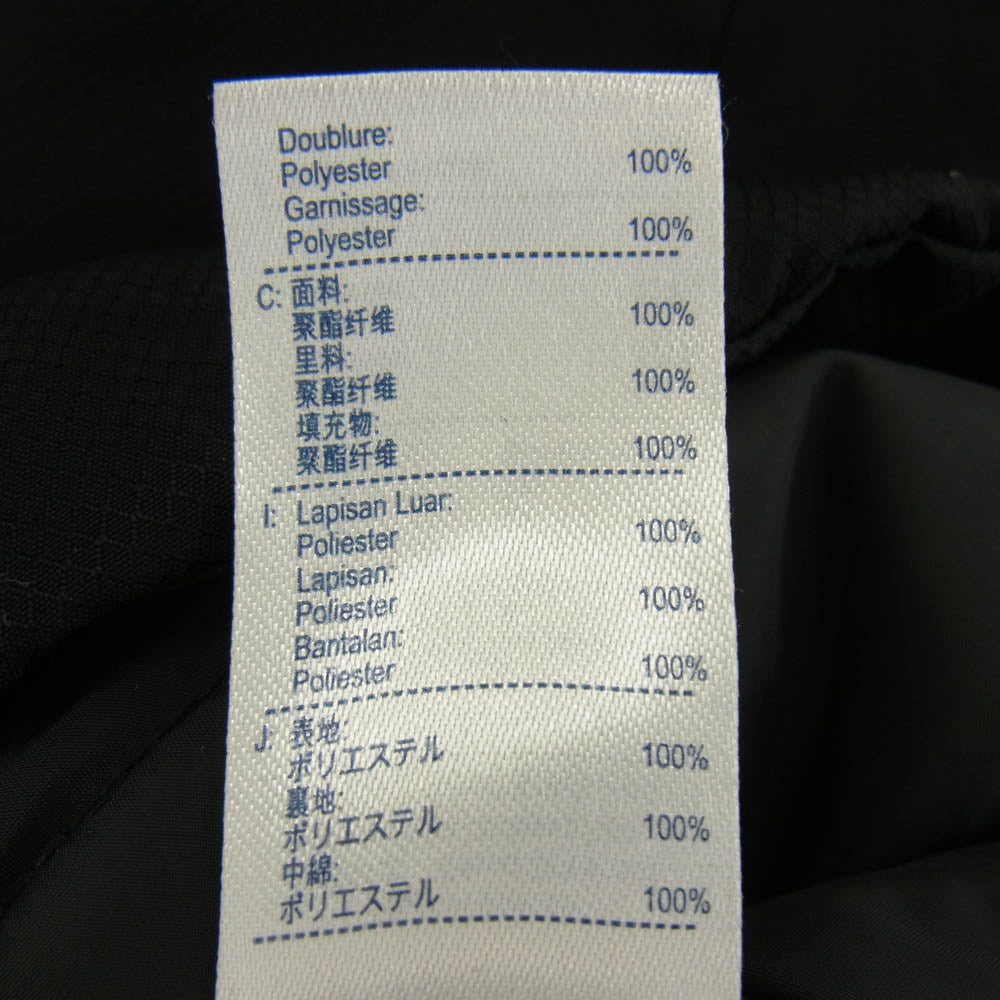 Doublure:
Polyester 100%
Garnissage:
Polyester 100%
C: 面料:
聚酯纤维 100%
里料:
聚酯纤维 100%
填充物:
聚酯纤维 100%
I: Lapisan Luar:
Poliester 100%
Lapisan:
Poliester 100%
Bantalan:
Poliester 100%
J: 表地:
ポリエステル 100%
裏地:
ポリエステル 100%
中綿:
ポリエステル 100%